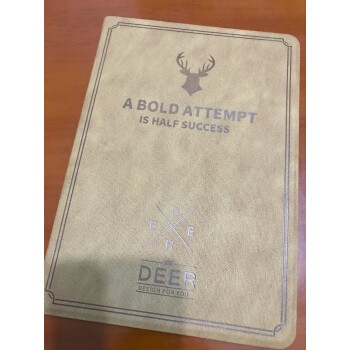 A BOLD ATTEMPT
IS HALF SUCCESS
D
E E
R
DEER
DESIGN FOR YOU